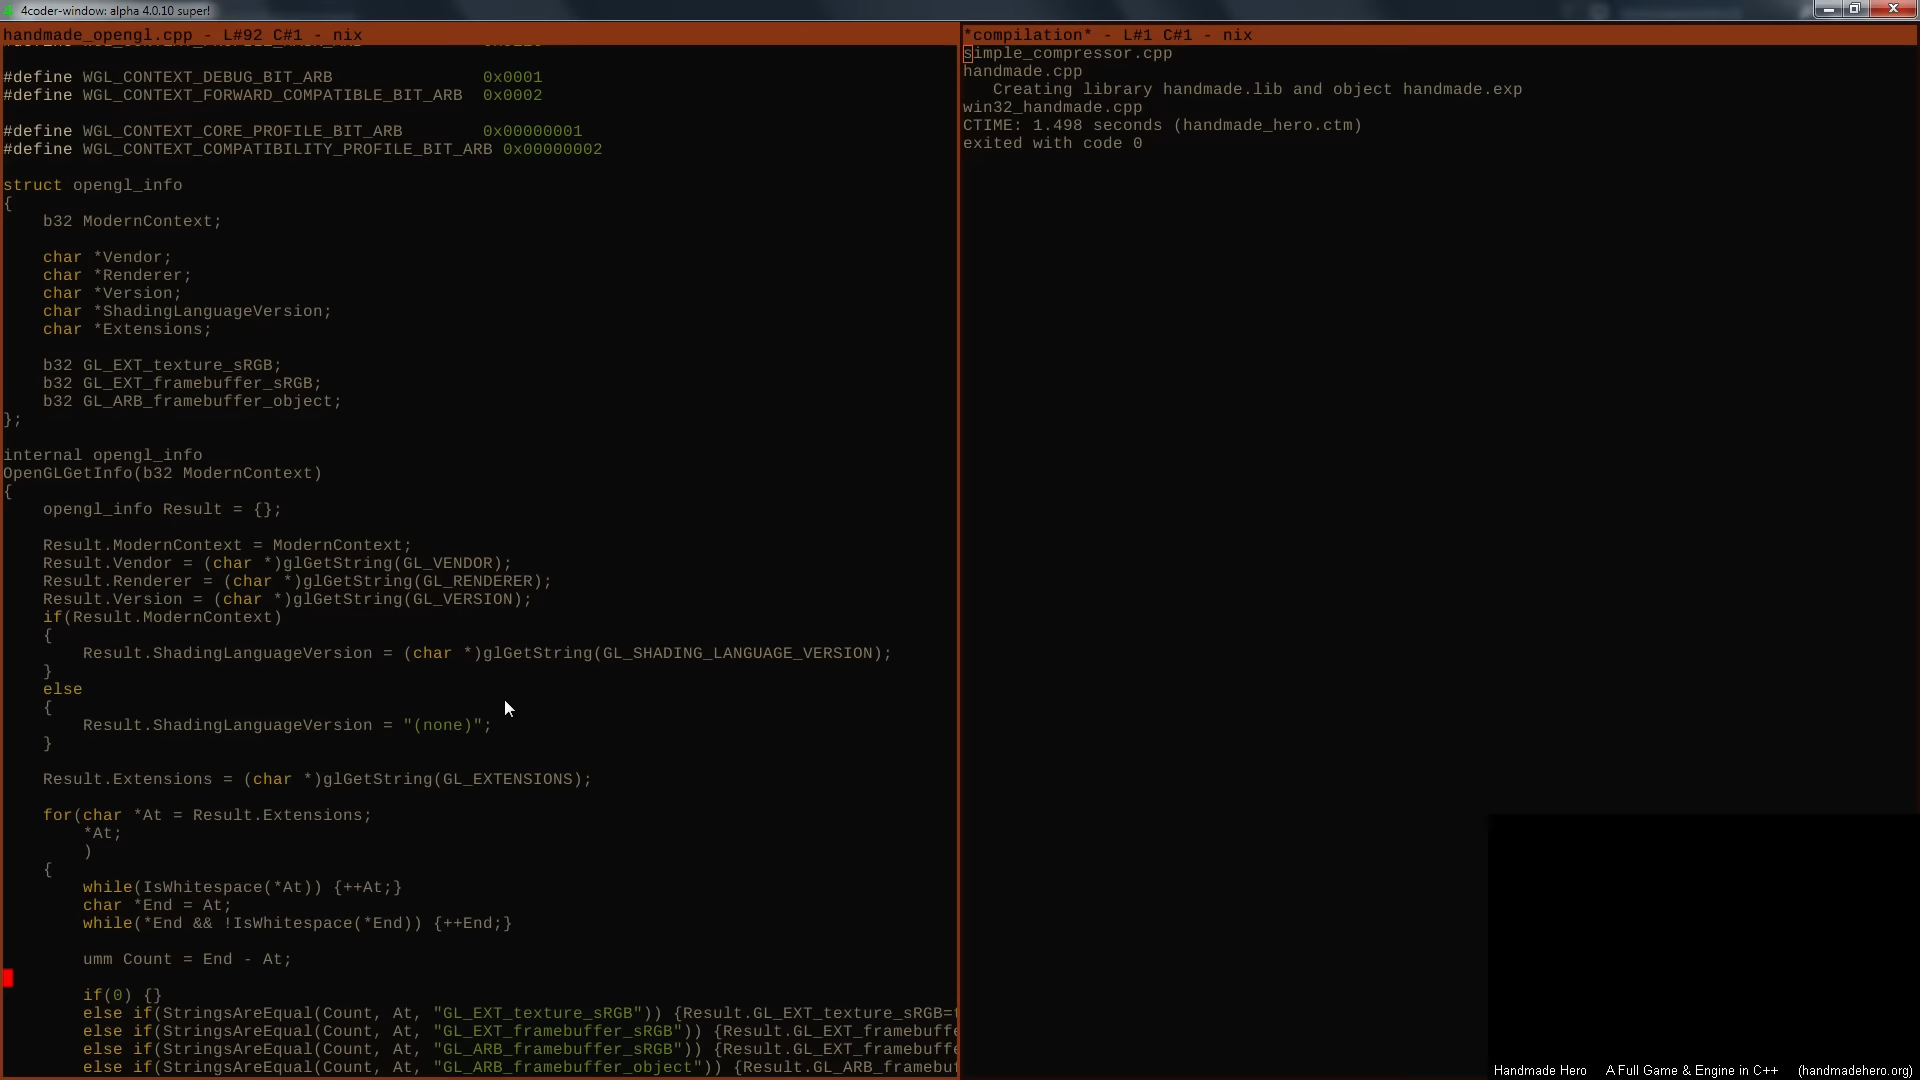 4coder-window: alpha 4.0.10 super!
handmade_opengl.cpp - L#92 C#1 - nix
#define WGL_CONTEXT_DEBUG_BIT_ARB 0x0001
#define WGL_CONTEXT_FORWARD_COMPATIBLE_BIT_ARB 0x0002
#define WGL_CONTEXT_CORE_PROFILE_BIT_ARB 0x00000001
#define WGL_CONTEXT_COMPATIBILITY_PROFILE_BIT_ARB 0x00000002
struct opengl_info
{
b32 ModernContext;
char *Vendor;
char *Renderer;
char *Version;
char *ShadingLanguageVersion;
char *Extensions;
b32 GL_EXT_texture_sRGB;
b32 GL_EXT_framebuffer_sRGB;
b32 GL_ARB_framebuffer_object;
};
internal opengl_info
OpenGLGetInfo(b32 ModernContext)
{
opengl_info Result = {};
Result.ModernContext = ModernContext;
Result.Vendor = (char *)glGetString(GL_VENDOR);
Result.Renderer = (char *)glGetString(GL_RENDERER);
Result.Version = (char *)glGetString(GL_VERSION);
if(Result.ModernContext)
{
Result.ShadingLanguageVersion = (char *)glGetString(GL_SHADING_LANGUAGE_VERSION);
}
else
{
Result.ShadingLanguageVersion = "(none)";
}
Result.Extensions = (char *)glGetString(GL_EXTENSIONS);
for(char *At = Result.Extensions;
*At;
)
{
while(IsWhitespace(*At)) {++At;}
char *End = At;
while(*End && !IsWhitespace(*End)) {++End;}
umm Count = End - At;
if(0) {}
else if(StringsAreEqual(Count, At, "GL_EXT_texture_sRGB")) {Result.GL_EXT_texture_sRGB=
else if(StringsAreEqual(Count, At, "GL_EXT_framebuffer_sRGB")) {Result.GL_EXT_framebuffe
else if(StringsAreEqual(Count, At, "GL_ARB_framebuffer_sRGB")) {Result.GL_EXT_framebuffe
else if(StringsAreEqual(Count, At, "GL_ARB_framebuffer_object")) {Result.GL_ARB_framebuf
*compilation* - L#1 C#1 - nix
simple_compressor.cpp
handmade.cpp
Creating library handmade.lib and object handmade.exp
win32_handmade.cpp
CTIME: 1.498 seconds (handmade_hero.ctm)
exited with code 0
Handmade Hero A Full Game & Engine in C++ (handmadehero.org)